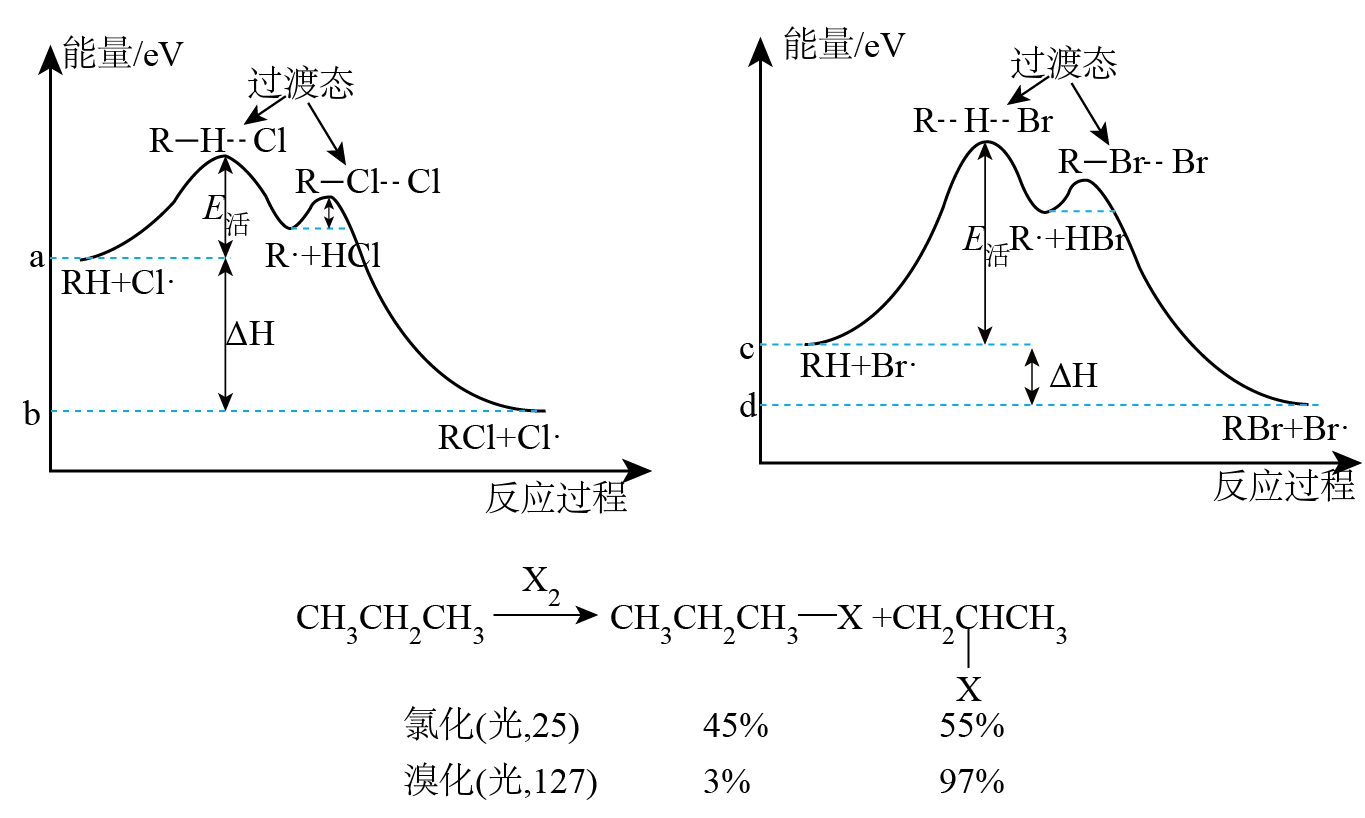 能量/eV
过渡态
R—H--Cl
R—Cl--Cl
E活
R·+HCl
a
RH+Cl·
ΔH
b
RCl+Cl·
反应过程
能量/eV
过渡态
R--H--Br
R—Br--Br
E活
R·+HBr
c
RH+Br·
ΔH
d
RBr+Br·
反应过程
X₂
CH₃CH₂CH₃ → CH₃CH₂CH₃—X +CH₂CHCH₃
X
氯化(光,25) 45% 55%
溴化(光,127) 3% 97%